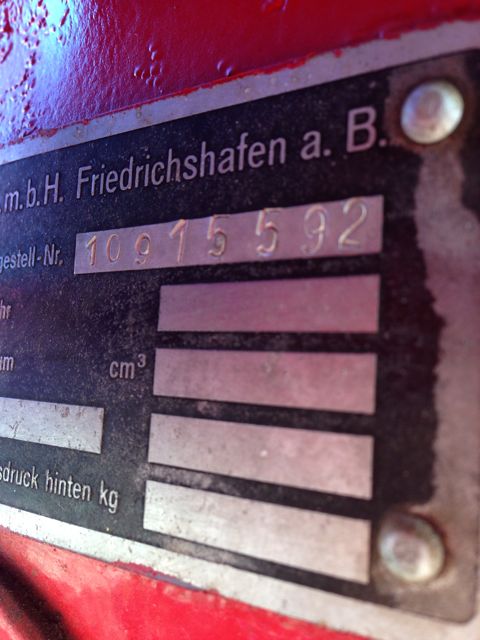 .m.b.H. Friedrichshafen a. B.
gestell-Nr. 10915592
hr
um cm³
sdruck hinten kg